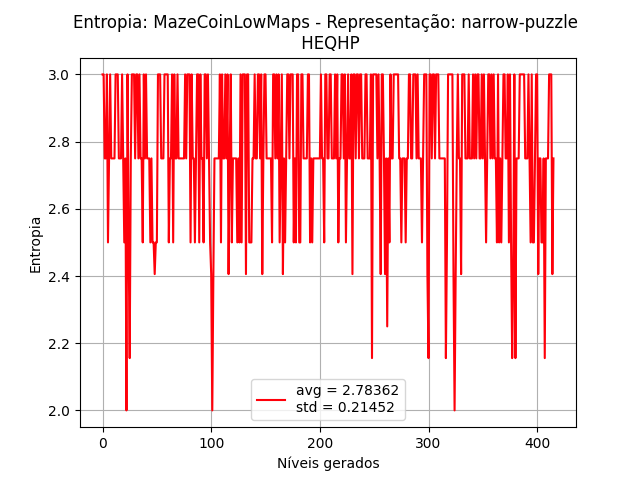 Entropia: MazeCoinLowMaps - Representação: narrow-puzzle
HEQHP
3.0
2.8
2.6
2.4
2.2
2.0
Entropia
avg = 2.78362
std = 0.21452
0
100
200
300
400
Níveis gerados